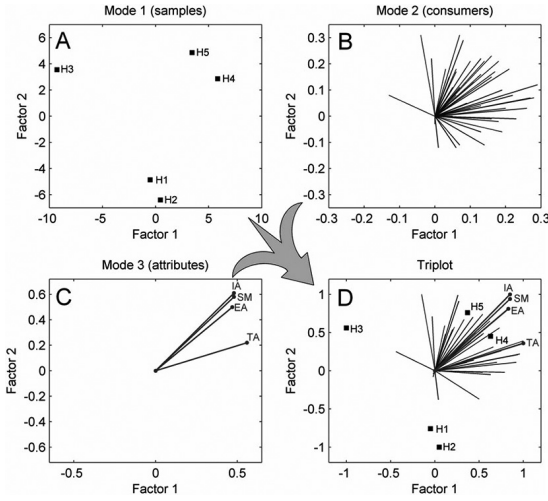 Mode 1 (samples)
Mode 2 (consumers)
A
B
6
4
2
0
-2
-4
-6
Factor 2
H5
H3
H4
H1
H2
-10
-5
0
5
10
Factor 1
0.3
0.2
0.1
0
0.1
0.2
-0.3
Factor 2
-0.3
-0.2
-0.1
0
0.1
0.2
0.3
Factor 1
Mode 3 (attributes)
Triplot
C
D
0.6
0.4
0.2
0
-0.2
-0.4
-0.6
Factor 2
IA
SM
EA
TA
-0.5
0
0.5
Factor 1
1
0.5
0
-0.5
-1
Factor 2
IA
SM
EA
TA
H5
H3
H4
H1
H2
-1
-0.5
0
0.5
1
Factor 1